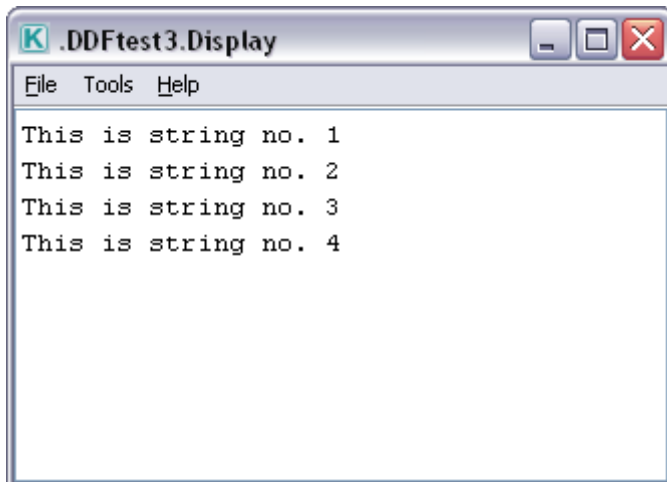 K .DDFtest3.Display
File Tools Help
This is string no. 1
This is string no. 2
This is string no. 3
This is string no. 4